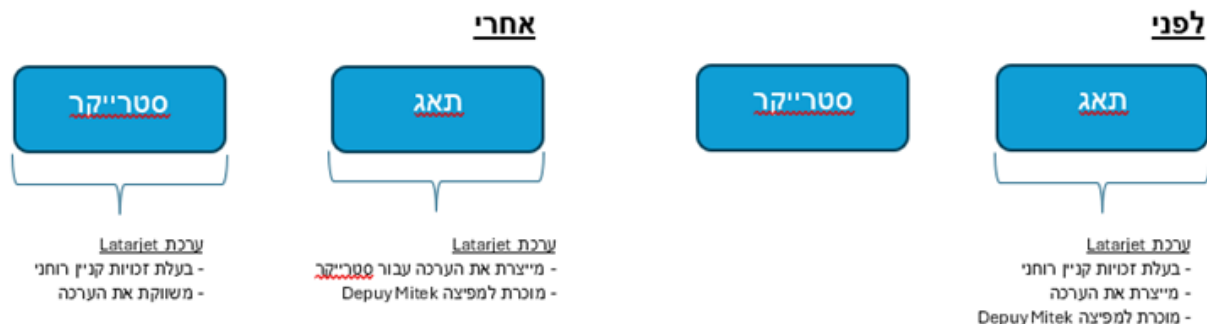 לפני
תאג
ערכת Latarjet
- בעלת זכויות קניין רוחני
- מייצרת את הערכה
- מוכרת למפיצה Depuy Mitek
סטרייקר
אחרי
תאג
ערכת Latarjet
- מייצרת את הערכה עבור סטרייקר
- מוכרת למפיצה Depuy Mitek
סטרייקר
ערכת Latarjet
- בעלת זכויות קניין רוחני
- משווקת את הערכה